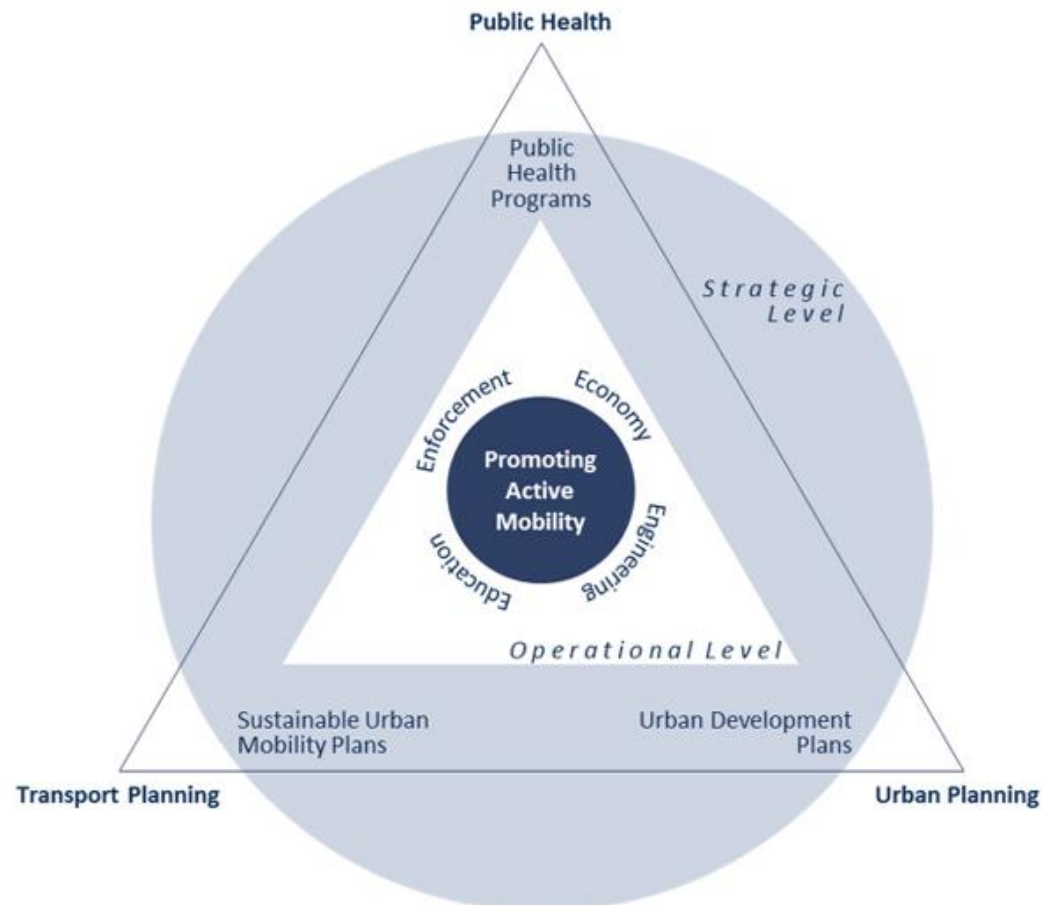 Public Health
Public
Health
Programs
Strategic
Level
Enforcement
Economy
Promoting
Active
Mobility
Education
Engineering
Operational Level
Sustainable Urban
Mobility Plans
Urban Development
Plans
Transport Planning
Urban Planning